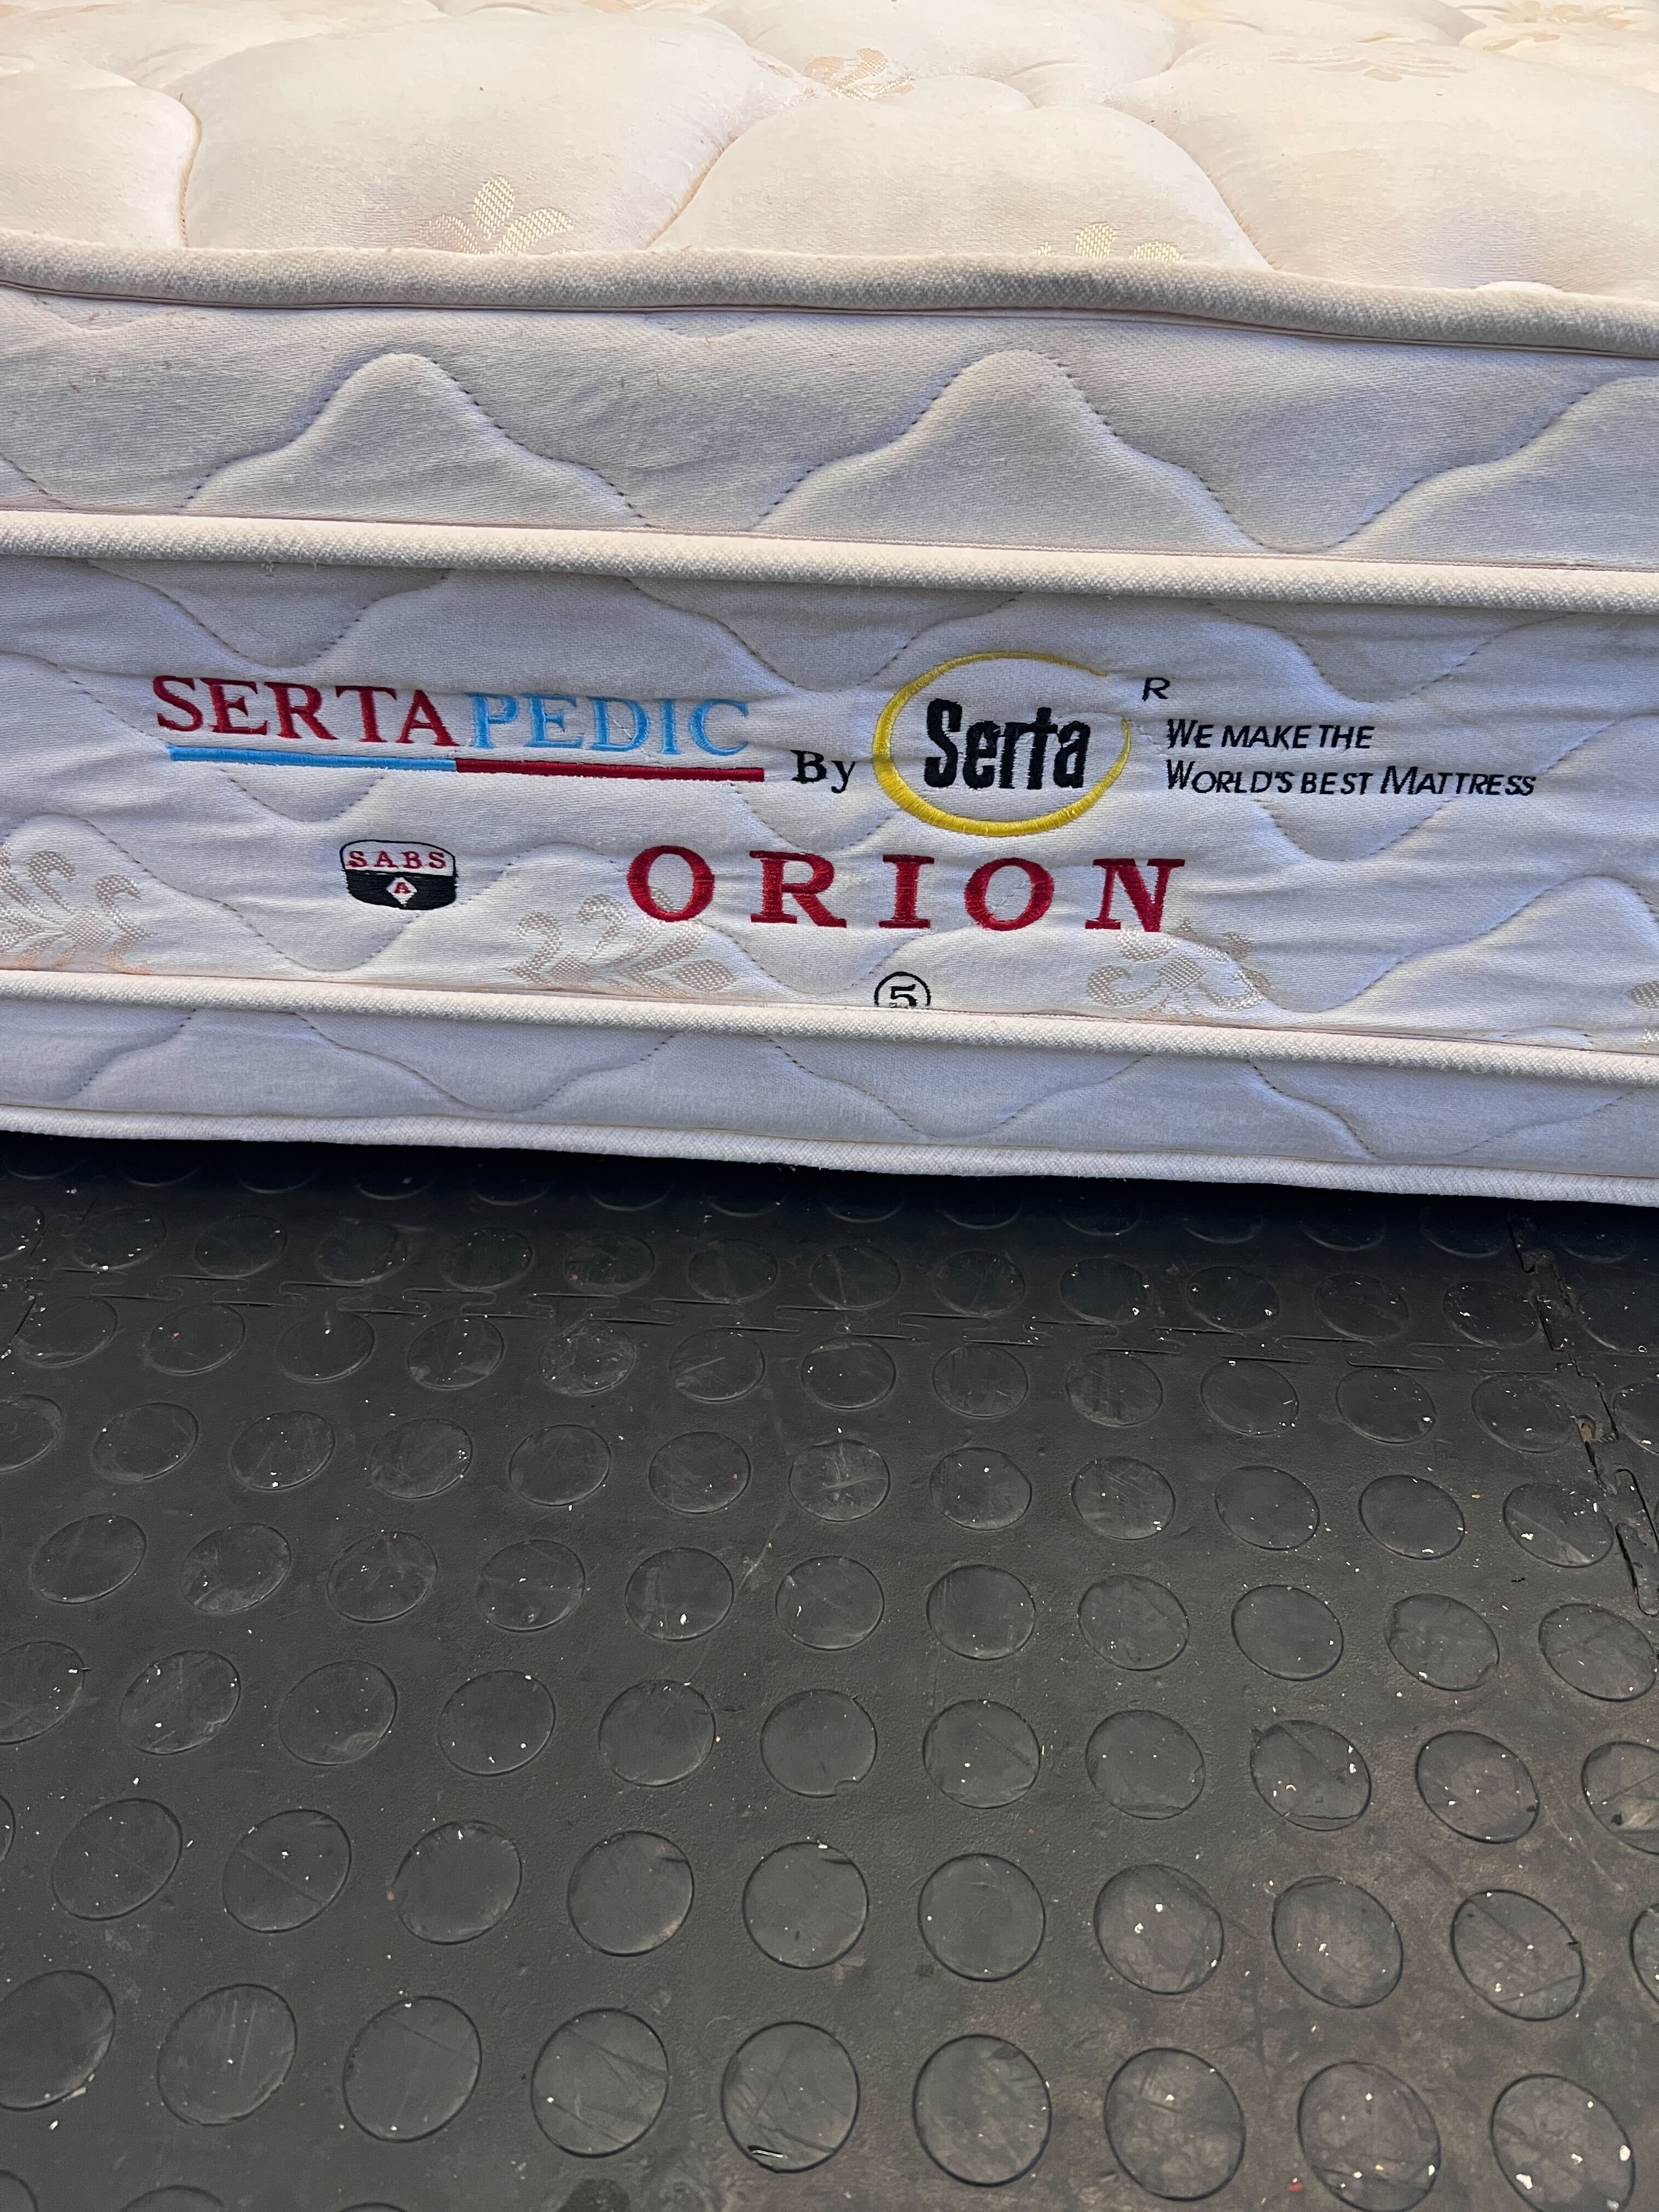 SERTAPEDIC By Serta R
WE MAKE THE
WORLD'S BEST MATTRESS
SABS
A
ORION
5